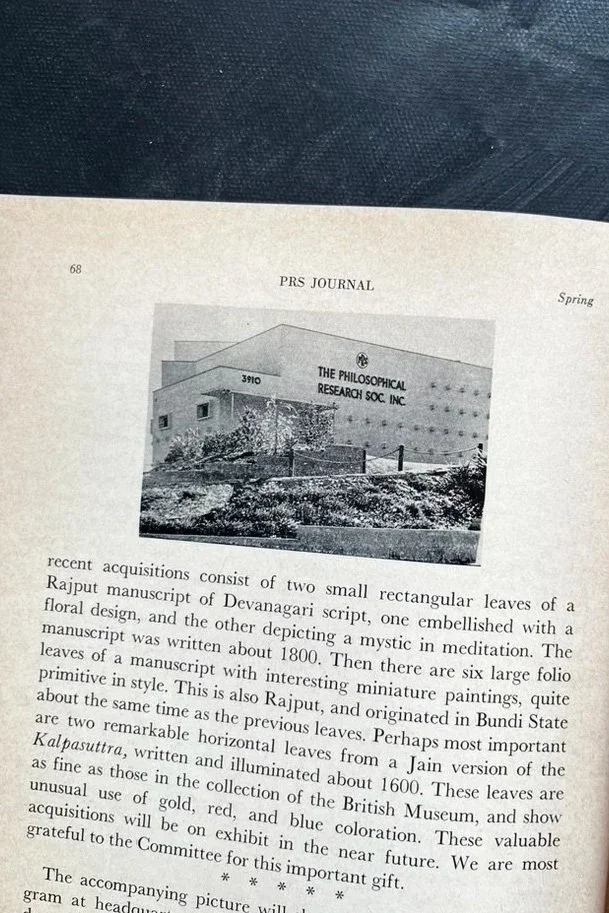 68
PRS JOURNAL
Spring
3910
PRS
THE PHILOSOPHICAL
RESEARCH SOC. INC.
recent acquisitions consist of two small rectangular leaves of a
Rajput manuscript of Devanagari script, one embellished with a
floral design, and the other depicting a mystic in meditation. The
manuscript was written about 1800. Then there are six large folio
leaves of a manuscript with interesting miniature paintings, quite
primitive in style. This is also Rajput, and originated in Bundi State
about the same time as the previous leaves. Perhaps most important
are two remarkable horizontal leaves from a Jain version of the
Kalpasuttra, written and illuminated about 1600. These leaves are
as fine as those in the collection of the British Museum, and show
unusual use of gold, red, and blue coloration. These valuable
acquisitions will be on exhibit in the near future. We are most
grateful to the Committee for this important gift.
* * * * *
The accompanying picture will
gram at